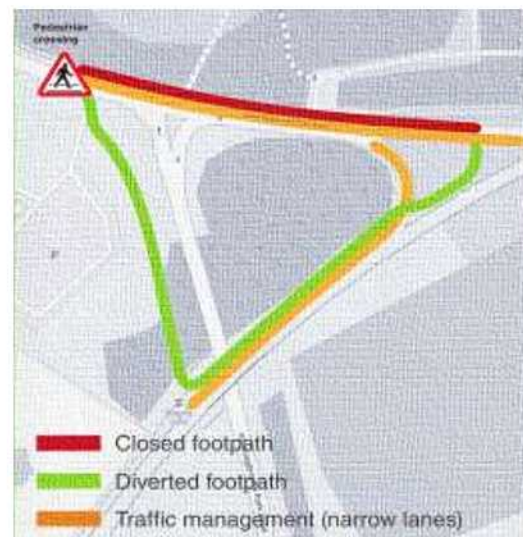 Pedestrian
crossing
P
Closed footpath
Diverted footpath
Traffic management (narrow lanes)